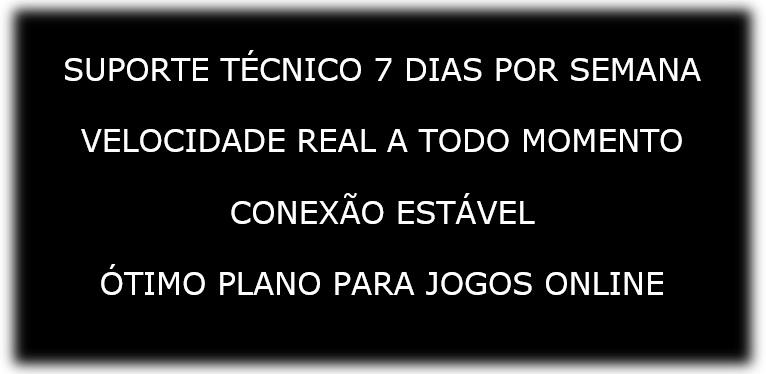 SUPORTE TÉCNICO 7 DIAS POR SEMANA
VELOCIDADE REAL A TODO MOMENTO
CONEXÃO ESTÁVEL
ÓTIMO PLANO PARA JOGOS ONLINE